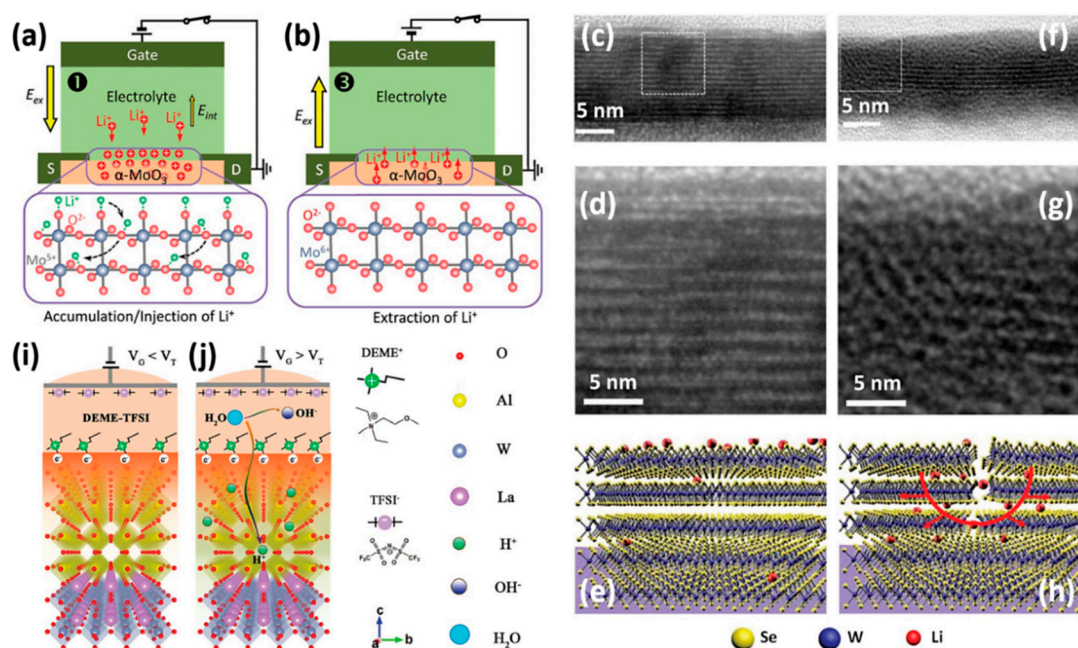 (a)
Gate
❶
E_ex
Electrolyte
E_int
Li⁺ Li⁺ Li⁺
S
α-MoO₃
D
Li⁺
O²⁻
Mo⁵⁺
Accumulation/Injection of Li⁺
(b)
Gate
❸
E_ex
Electrolyte
Li⁺ Li⁺ Li⁺
S
α-MoO₃
D
O²⁻
Mo⁶⁺
Extraction of Li⁺
(c)
5 nm
(f)
5 nm
(d)
5 nm
(g)
5 nm
(e)
(h)
Se
W
Li
(i)
V_G < V_T
DEME-TFSI
e⁻ e⁻ e⁻ e⁻ e⁻
(j)
V_G > V_T
H₂O
OH⁻
e⁻ e⁻ e⁻ e⁻ e⁻
H⁺
DEME⁺
N
O
TFSI⁻
O O N O O
F₃C S S CF₃
O
Al
W
La
H⁺
OH⁻
H₂O
c
a
b